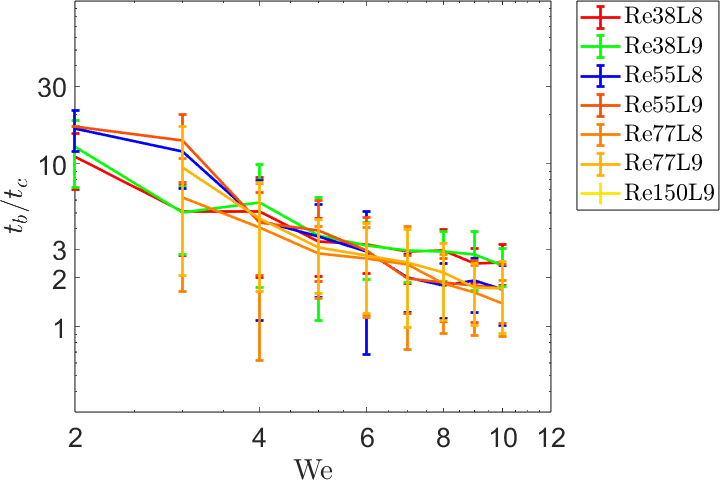 Re38L8
Re38L9
Re55L8
Re55L9
Re77L8
Re77L9
Re150L9
30
10
3
2
1
t_b/t_c
2 4 6 8 10 12
We